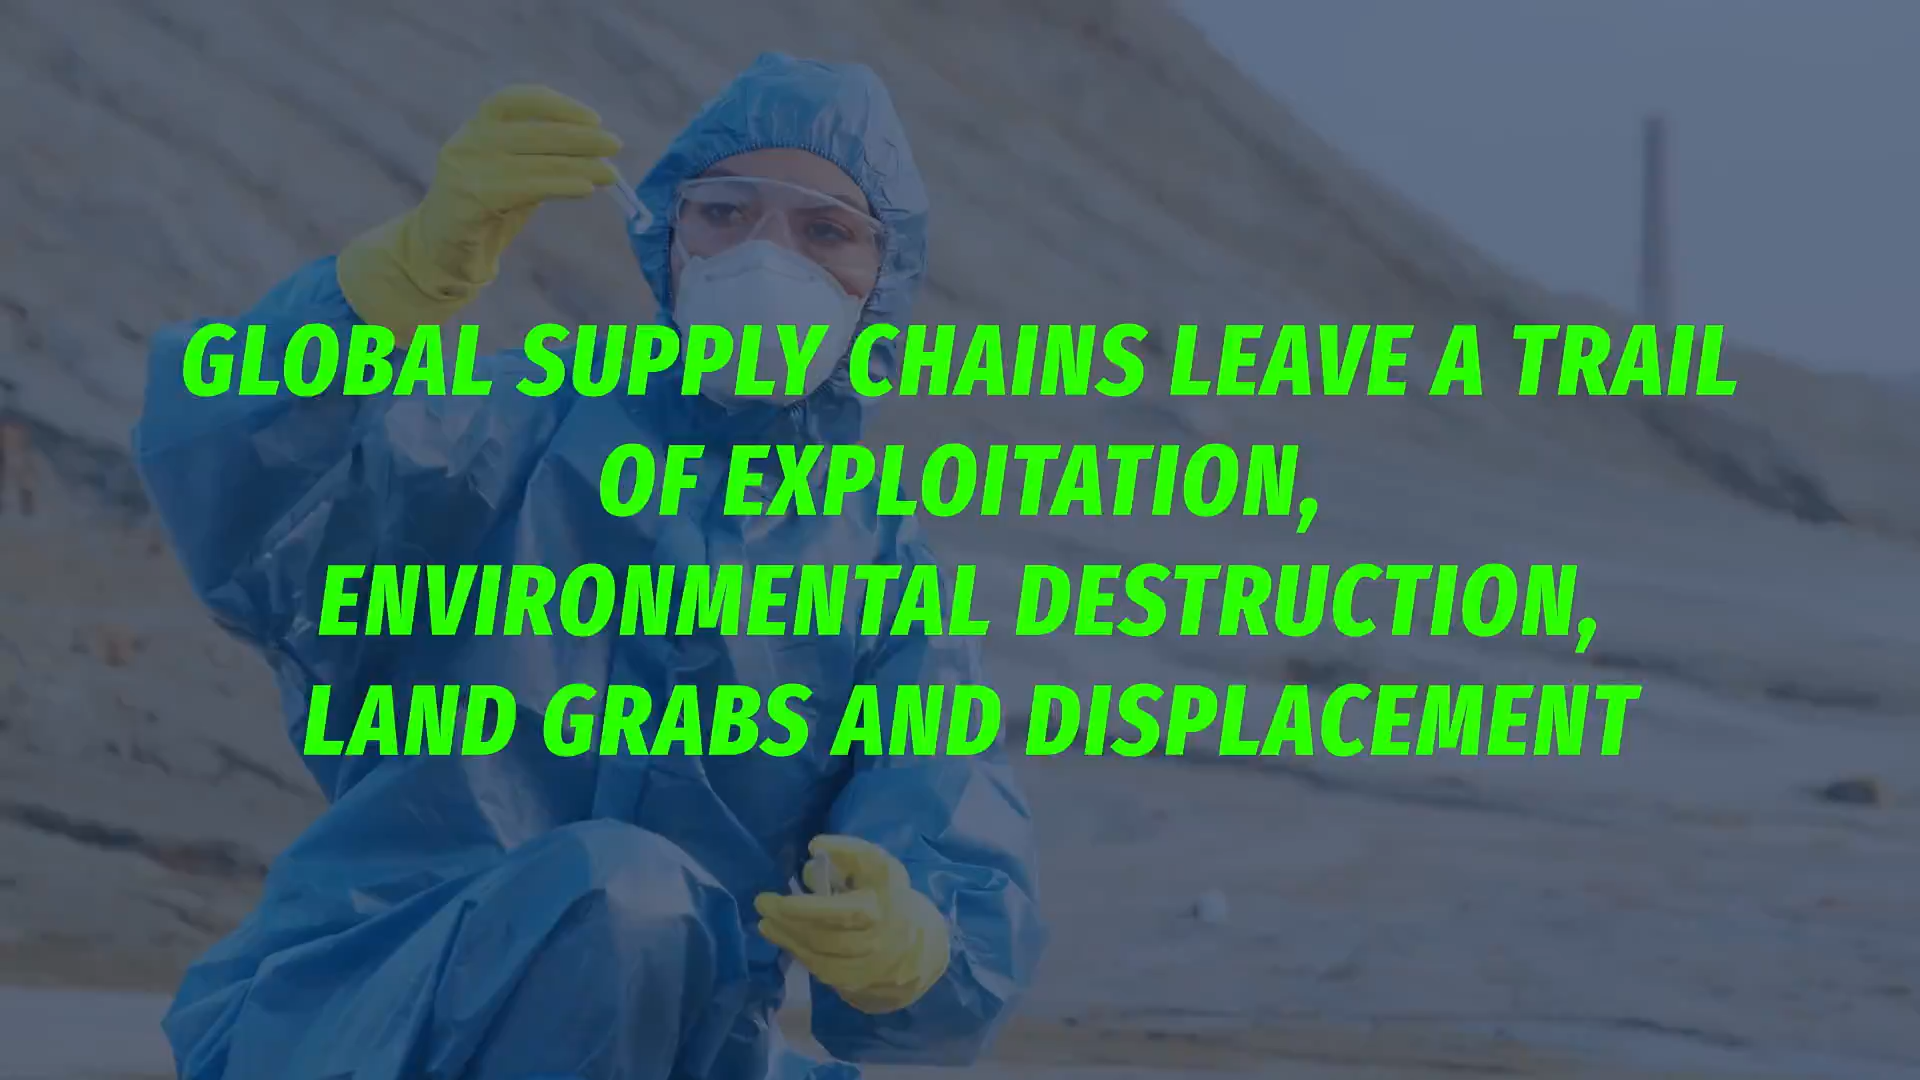 GLOBAL SUPPLY CHAINS LEAVE A TRAIL
OF EXPLOITATION,
ENVIRONMENTAL DESTRUCTION,
LAND GRABS AND DISPLACEMENT